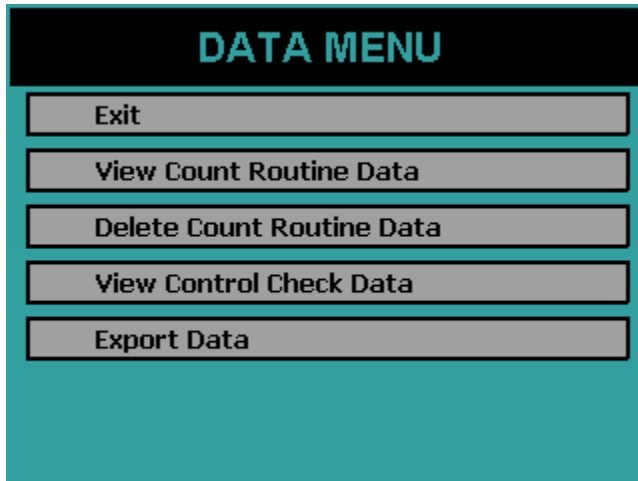 DATA MENU
Exit
View Count Routine Data
Delete Count Routine Data
View Control Check Data
Export Data